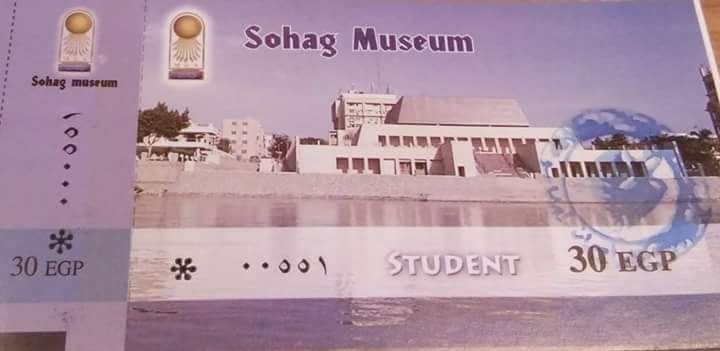 Sohag museum
٠٠٥٥١
*
30 EGP
Sohag Museum
* ٠٠٥٥١
STUDENT
30 EGP